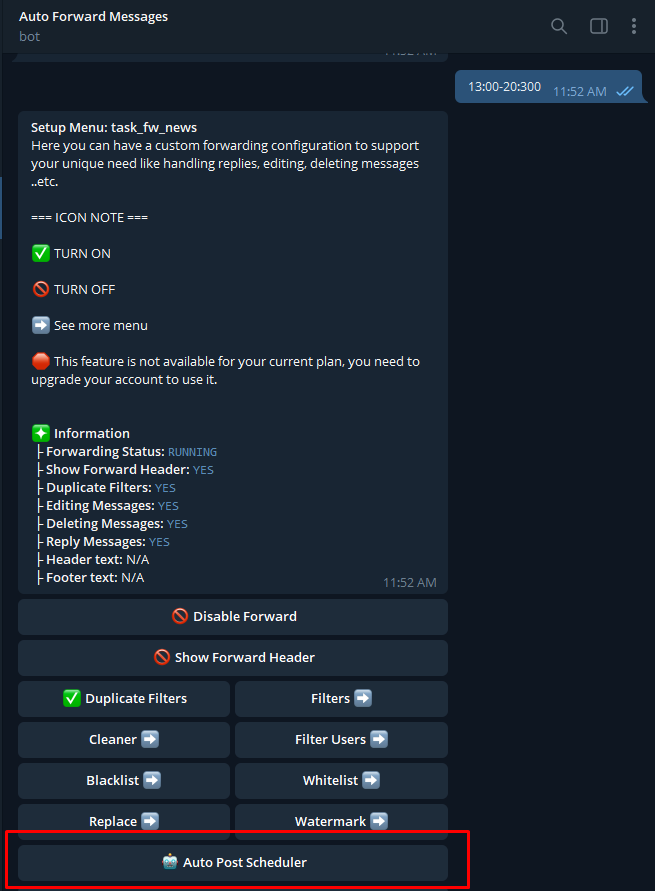 Auto Forward Messages
bot
13:00-20:300 11:52 AM
Setup Menu: task_fw_news
Here you can have a custom forwarding configuration to support
your unique need like handling replies, editing, deleting messages
..etc.
=== ICON NOTE ===
✅ TURN ON
🚫 TURN OFF
➡️ See more menu
🛑 This feature is not available for your current plan, you need to
upgrade your account to use it.
Information
├ Forwarding Status: RUNNING
├ Show Forward Header: YES
├ Duplicate Filters: YES
├ Editing Messages: YES
├ Deleting Messages: YES
├ Reply Messages: YES
├ Header text: N/A
├ Footer text: N/A
11:52 AM
🚫 Disable Forward
🚫 Show Forward Header
✅ Duplicate Filters
Filters ➡️
Cleaner ➡️
Filter Users ➡️
Blacklist ➡️
Whitelist ➡️
Replace ➡️
Watermark ➡️
🤖 Auto Post Scheduler